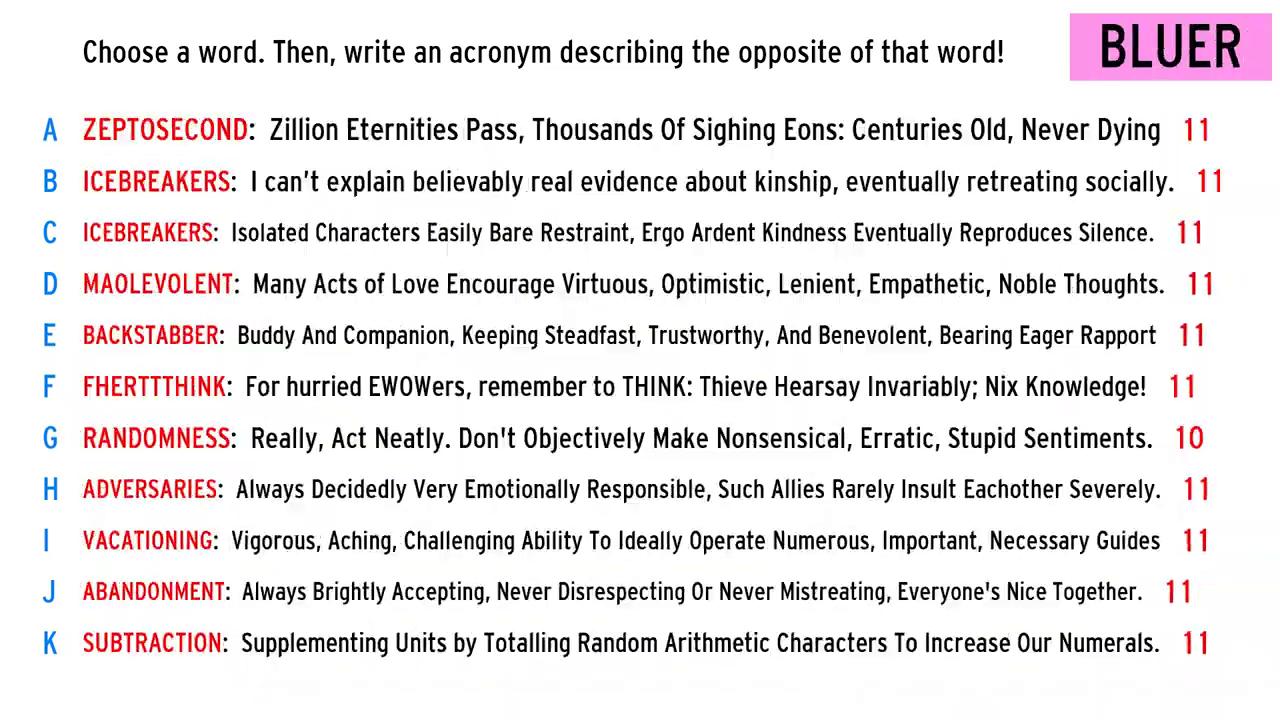 Choose a word. Then, write an acronym describing the opposite of that word!
BLUER
A ZEPTOSECOND: Zillion Eternities Pass, Thousands Of Sighing Eons: Centuries Old, Never Dying 11
B ICEBREAKERS: I can't explain believably real evidence about kinship, eventually retreating socially. 11
C ICEBREAKERS: Isolated Characters Easily Bare Restraint, Ergo Ardent Kindness Eventually Reproduces Silence. 11
D MAOLEVOLENT: Many Acts of Love Encourage Virtuous, Optimistic, Lenient, Empathetic, Noble Thoughts. 11
E BACKSTABBER: Buddy And Companion, Keeping Steadfast, Trustworthy, And Benevolent, Bearing Eager Rapport 11
F FHERTTTHINK: For hurried EWOWers, remember to THINK: Thieve Hearsay Invariably; Nix Knowledge! 11
G RANDOMNESS: Really, Act Neatly. Don't Objectively Make Nonsensical, Erratic, Stupid Sentiments. 10
H ADVERSARIES: Always Decidedly Very Emotionally Responsible, Such Allies Rarely Insult Eachother Severely. 11
I VACATIONING: Vigorous, Aching, Challenging Ability To Ideally Operate Numerous, Important, Necessary Guides 11
J ABANDONMENT: Always Brightly Accepting, Never Disrespecting Or Never Mistreating, Everyone's Nice Together. 11
K SUBTRACTION: Supplementing Units by Totalling Random Arithmetic Characters To Increase Our Numerals. 11